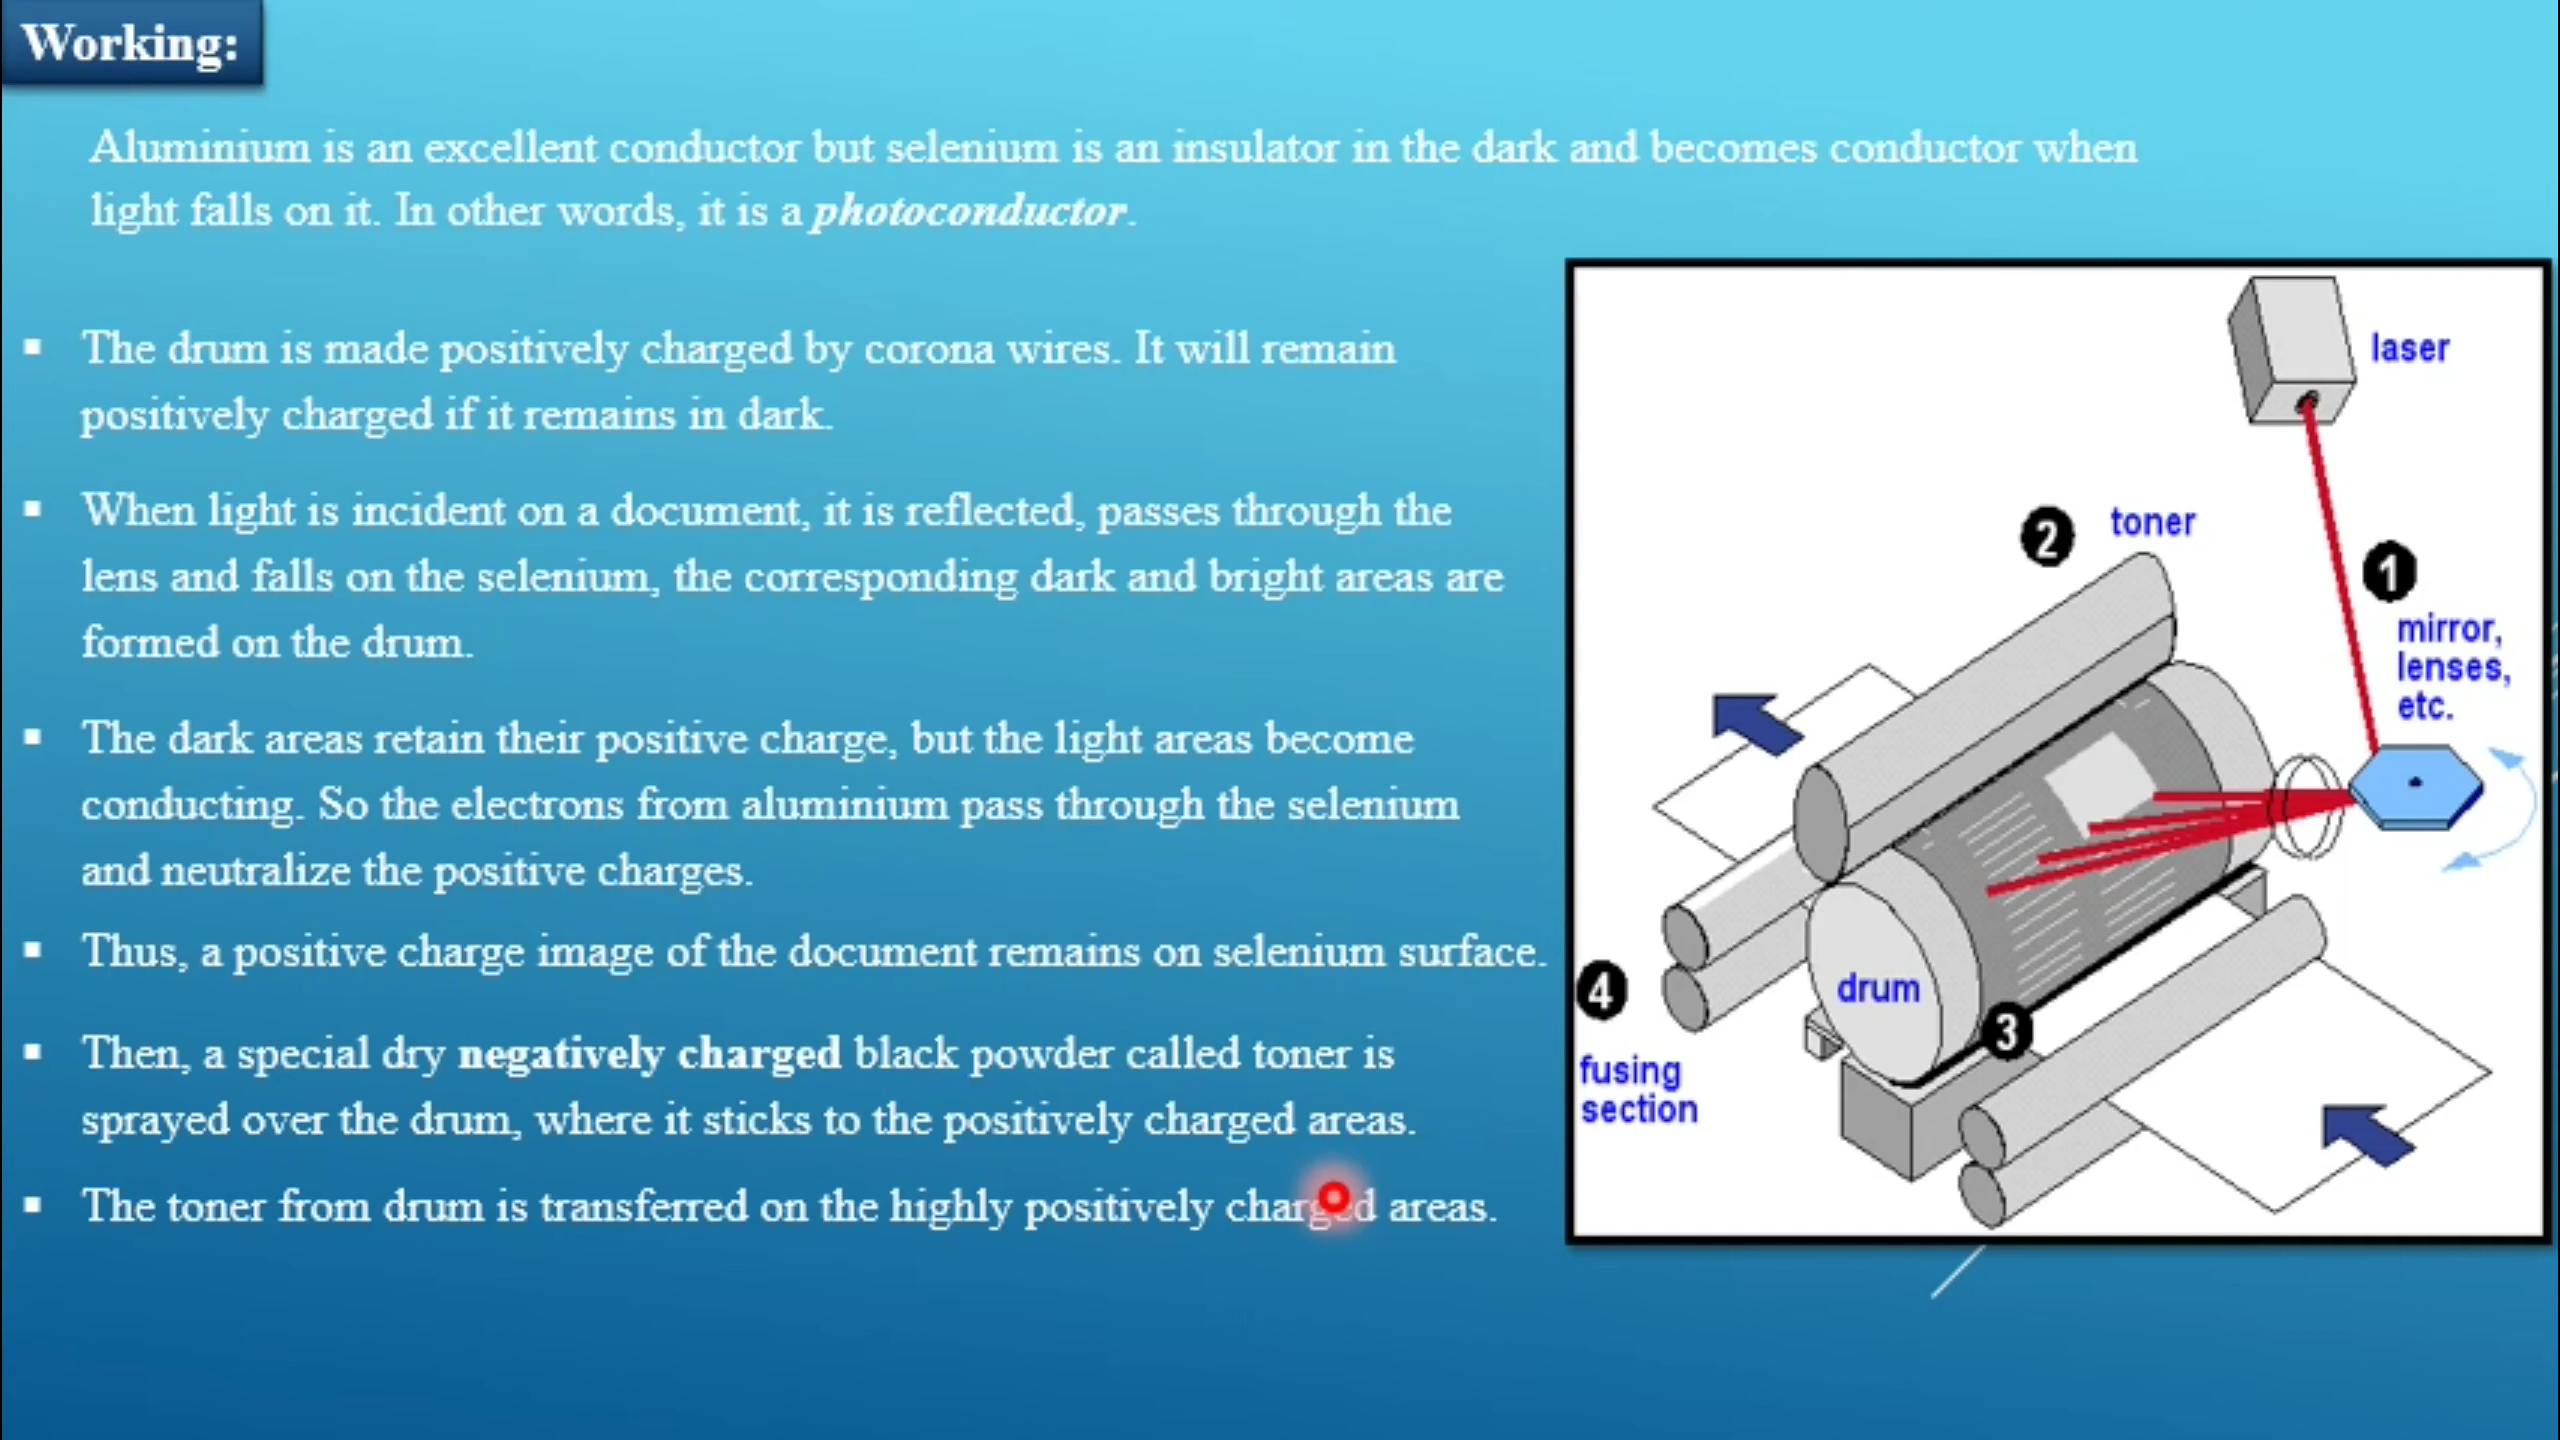 Working:
Aluminium is an excellent conductor but selenium is an insulator in the dark and becomes conductor when
light falls on it. In other words, it is a photoconductor.
The drum is made positively charged by corona wires. It will remain
positively charged if it remains in dark.
When light is incident on a document, it is reflected, passes through the
lens and falls on the selenium, the corresponding dark and bright areas are
formed on the drum.
The dark areas retain their positive charge, but the light areas become
conducting. So the electrons from aluminium pass through the selenium
and neutralize the positive charges.
Thus, a positive charge image of the document remains on selenium surface.
Then, a special dry negatively charged black powder called toner is
sprayed over the drum, where it sticks to the positively charged areas.
The toner from drum is transferred on the highly positively charged areas.
laser
2 toner
1
mirror,
lenses,
etc.
drum
3
4
fusing
section